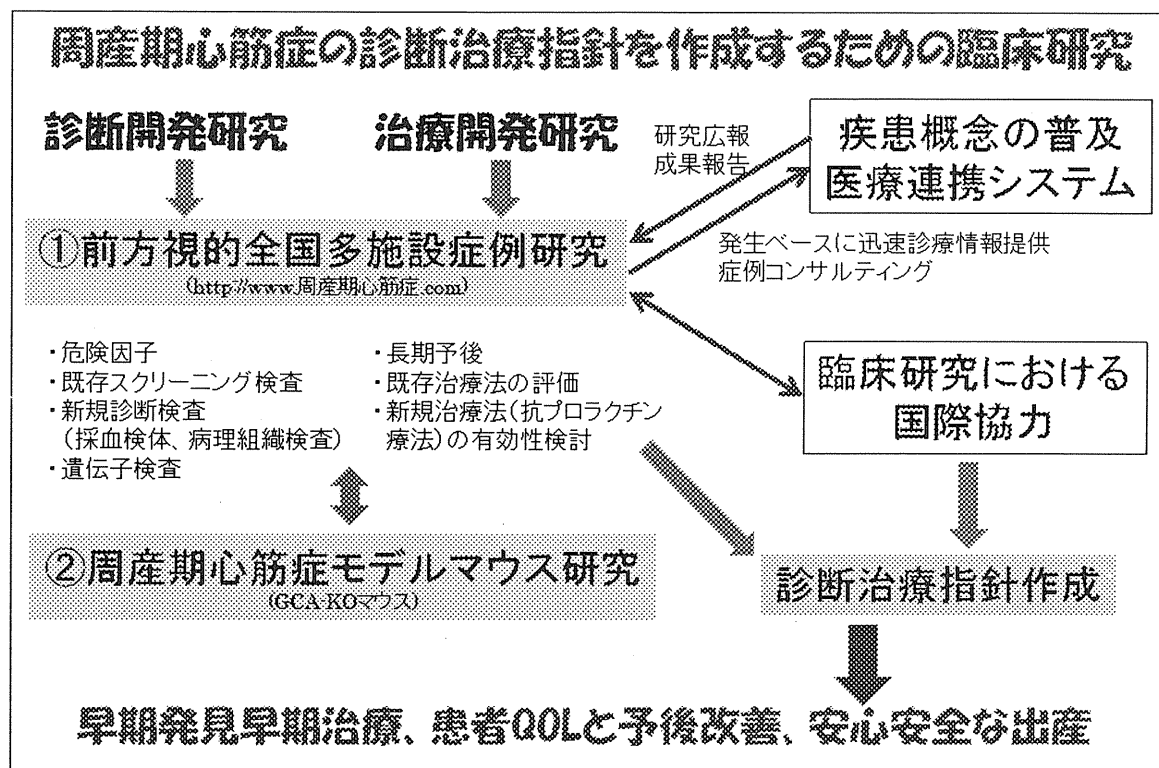 周産期心筋症の診断治療指針を作成するための臨床研究
診断開発研究
治療開発研究
研究広報
成果報告
疾患概念の普及
医療連携システム
①前方視的全国多施設症例研究
(http://www.周産期心筋症.com)
発生ベースに迅速診療情報提供
症例コンサルティング
・危険因子
・既存スクリーニング検査
・新規診断検査
(採血検体、病理組織検査)
・遺伝子検査
・長期予後
・既存治療法の評価
・新規治療法(抗プロラクチン
療法)の有効性検討
臨床研究における
国際協力
②周産期心筋症モデルマウス研究
(GCA-KOマウス)
診断治療指針作成
早期発見早期治療、患者QOLと予後改善、安心安全な出産